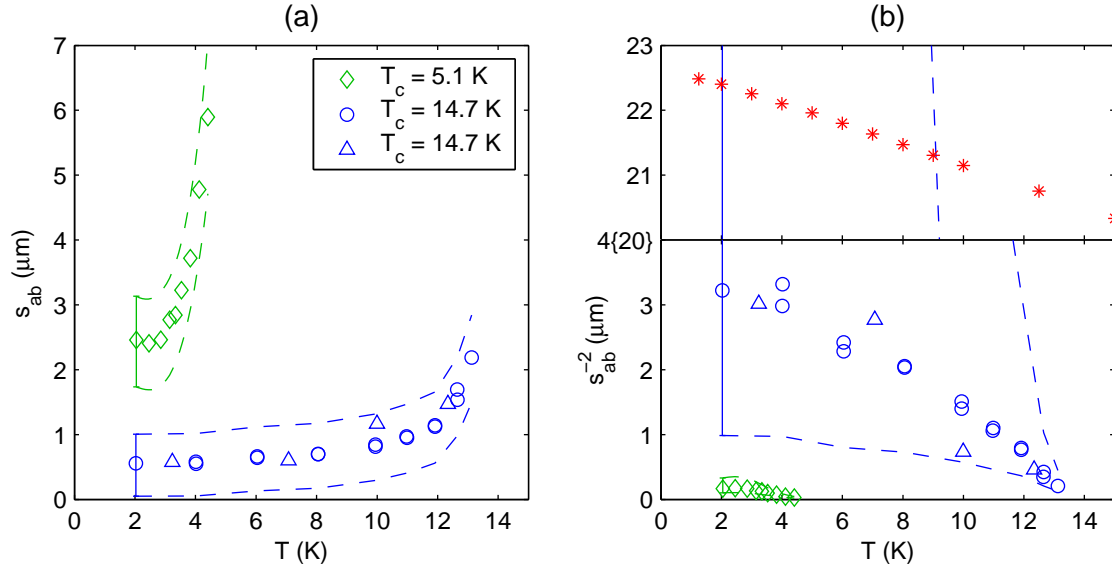 (a)
7
6
5
4
3
2
1
0
s_ab (μm)
T_c = 5.1 K
T_c = 14.7 K
T_c = 14.7 K
0 2 4 6 8 10 12 14
T (K)
(b)
23
22
21
4{20}
3
2
1
0
s_ab^-2 (μm)
0 2 4 6 8 10 12 14
T (K)